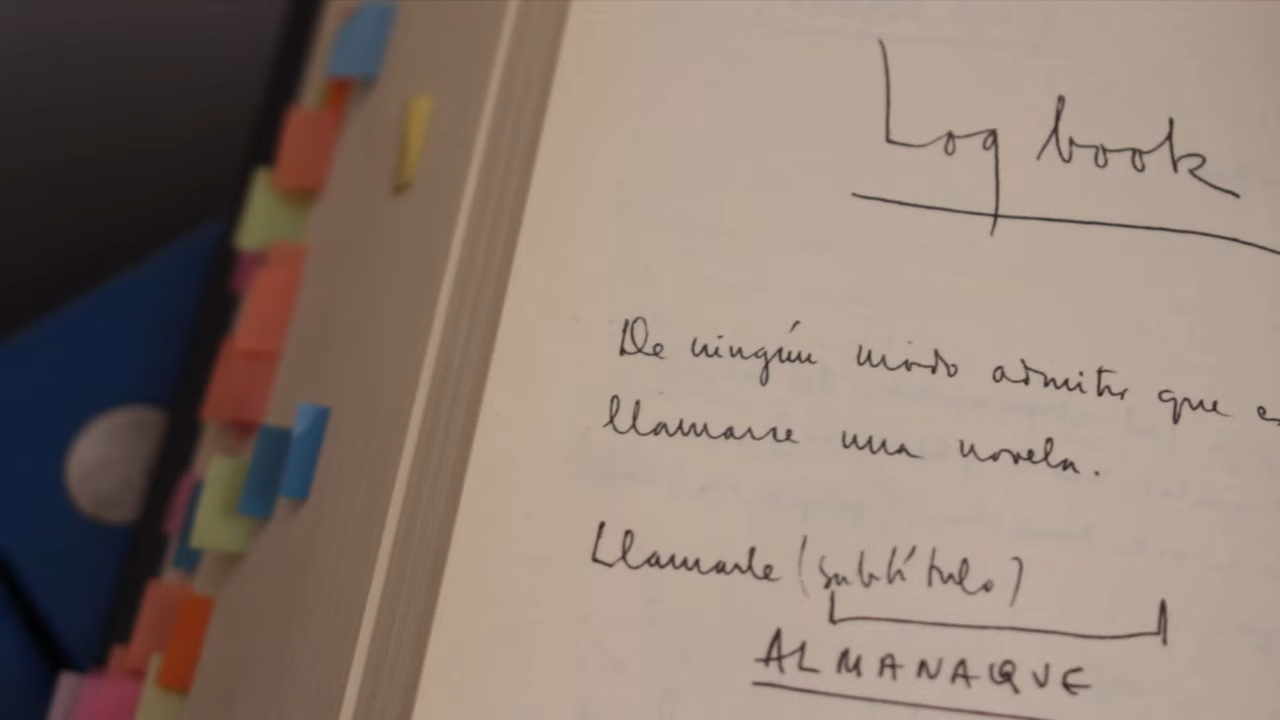 Log book
De ningún modo admitir que
llamarse una novela.
Llamarle (subtítulo)
ALMANAQUE